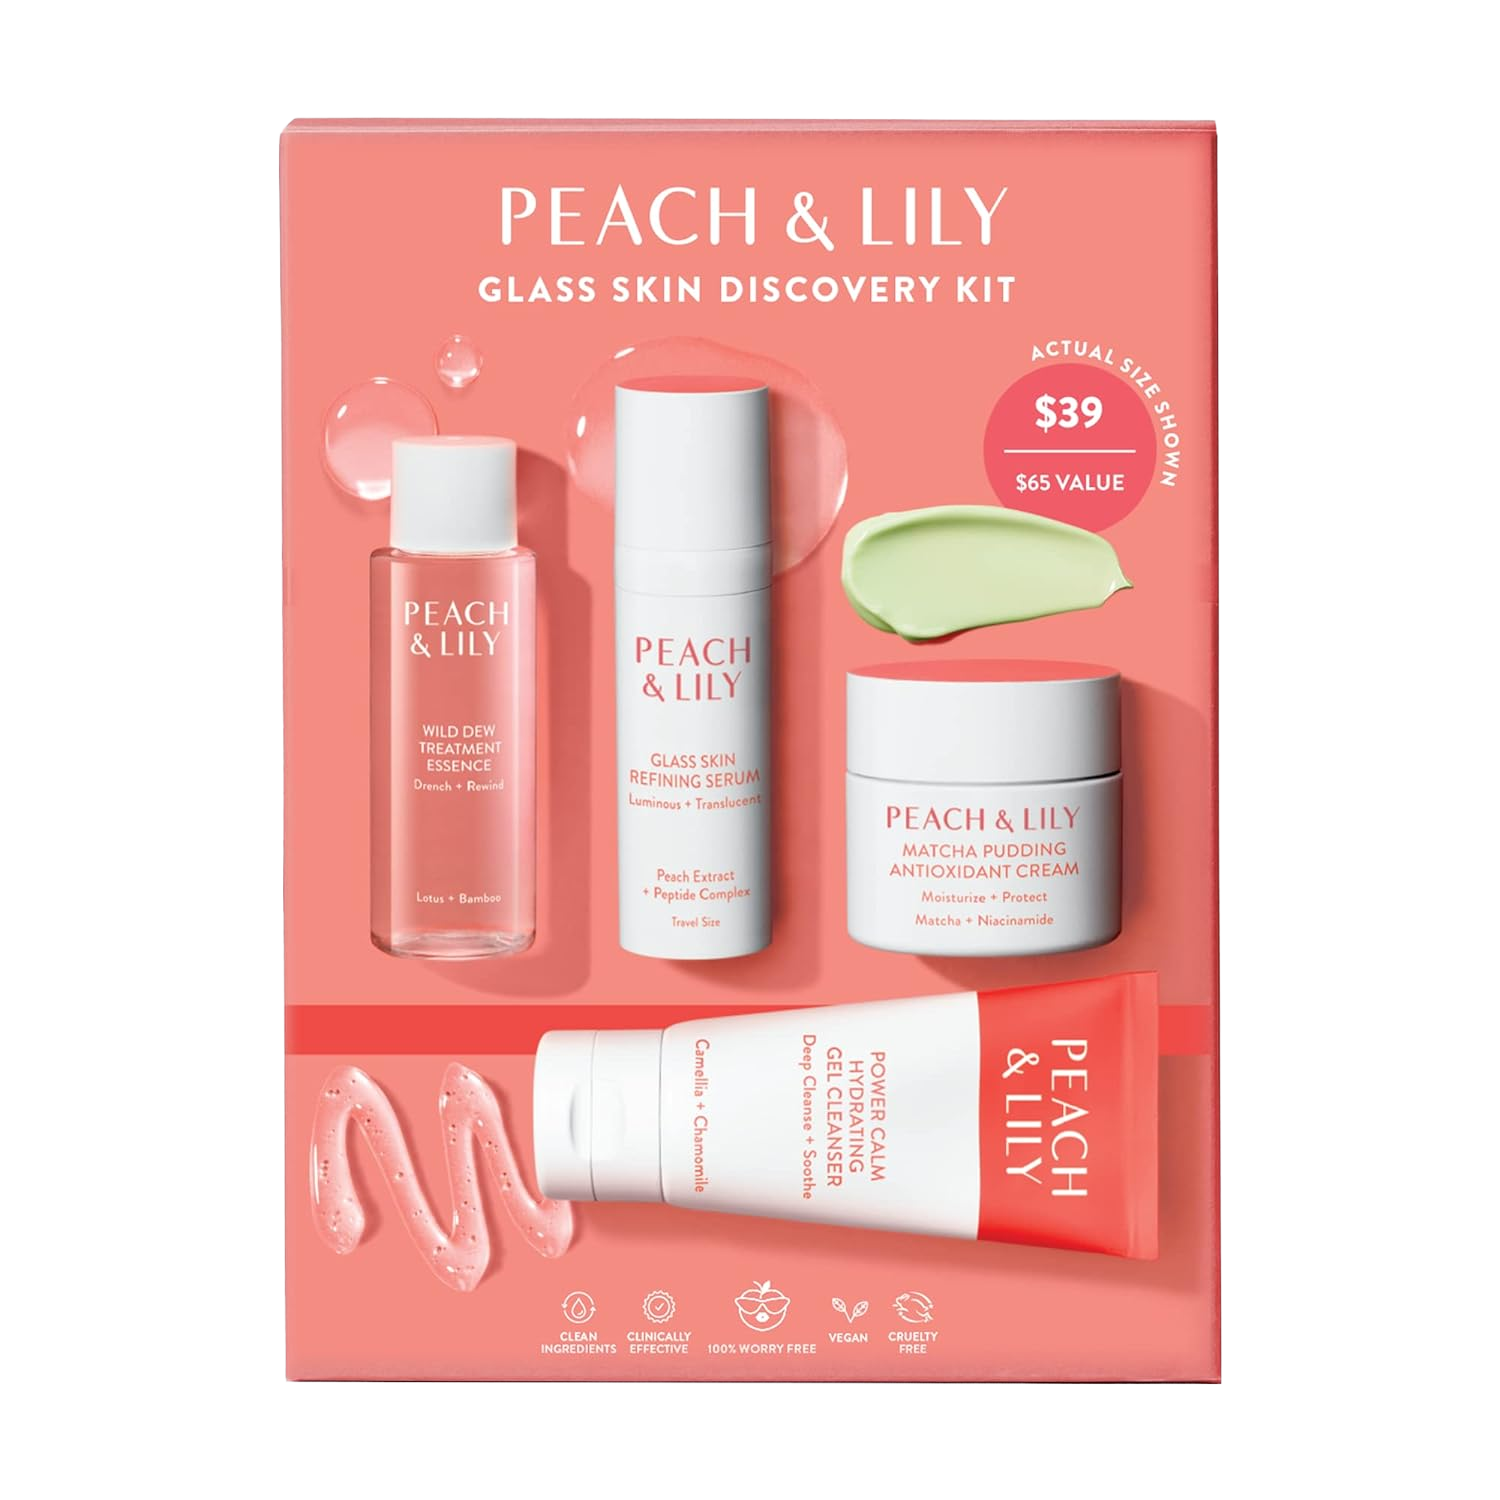 PEACH & LILY
GLASS SKIN DISCOVERY KIT
ACTUAL SIZE SHOWN
$39
$65 VALUE
PEACH
& LILY
WILD DEW
TREATMENT
ESSENCE
Drench + Rewind
Lotus + Bamboo
PEACH
& LILY
GLASS SKIN
REFINING SERUM
Luminous + Translucent
Peach Extract
+ Peptide Complex
Travel Size
PEACH & LILY
MATCHA PUDDING
ANTIOXIDANT CREAM
Moisturize + Protect
Matcha + Niacinamide
PEACH
& LILY
POWER CALM
HYDRATING
GEL CLEANSER
Deep Cleanse + Soothe
Camellia + Chamomile
CLEAN
INGREDIENTS
CLINICALLY
EFFECTIVE
100% WORRY FREE
VEGAN
CRUELTY
FREE